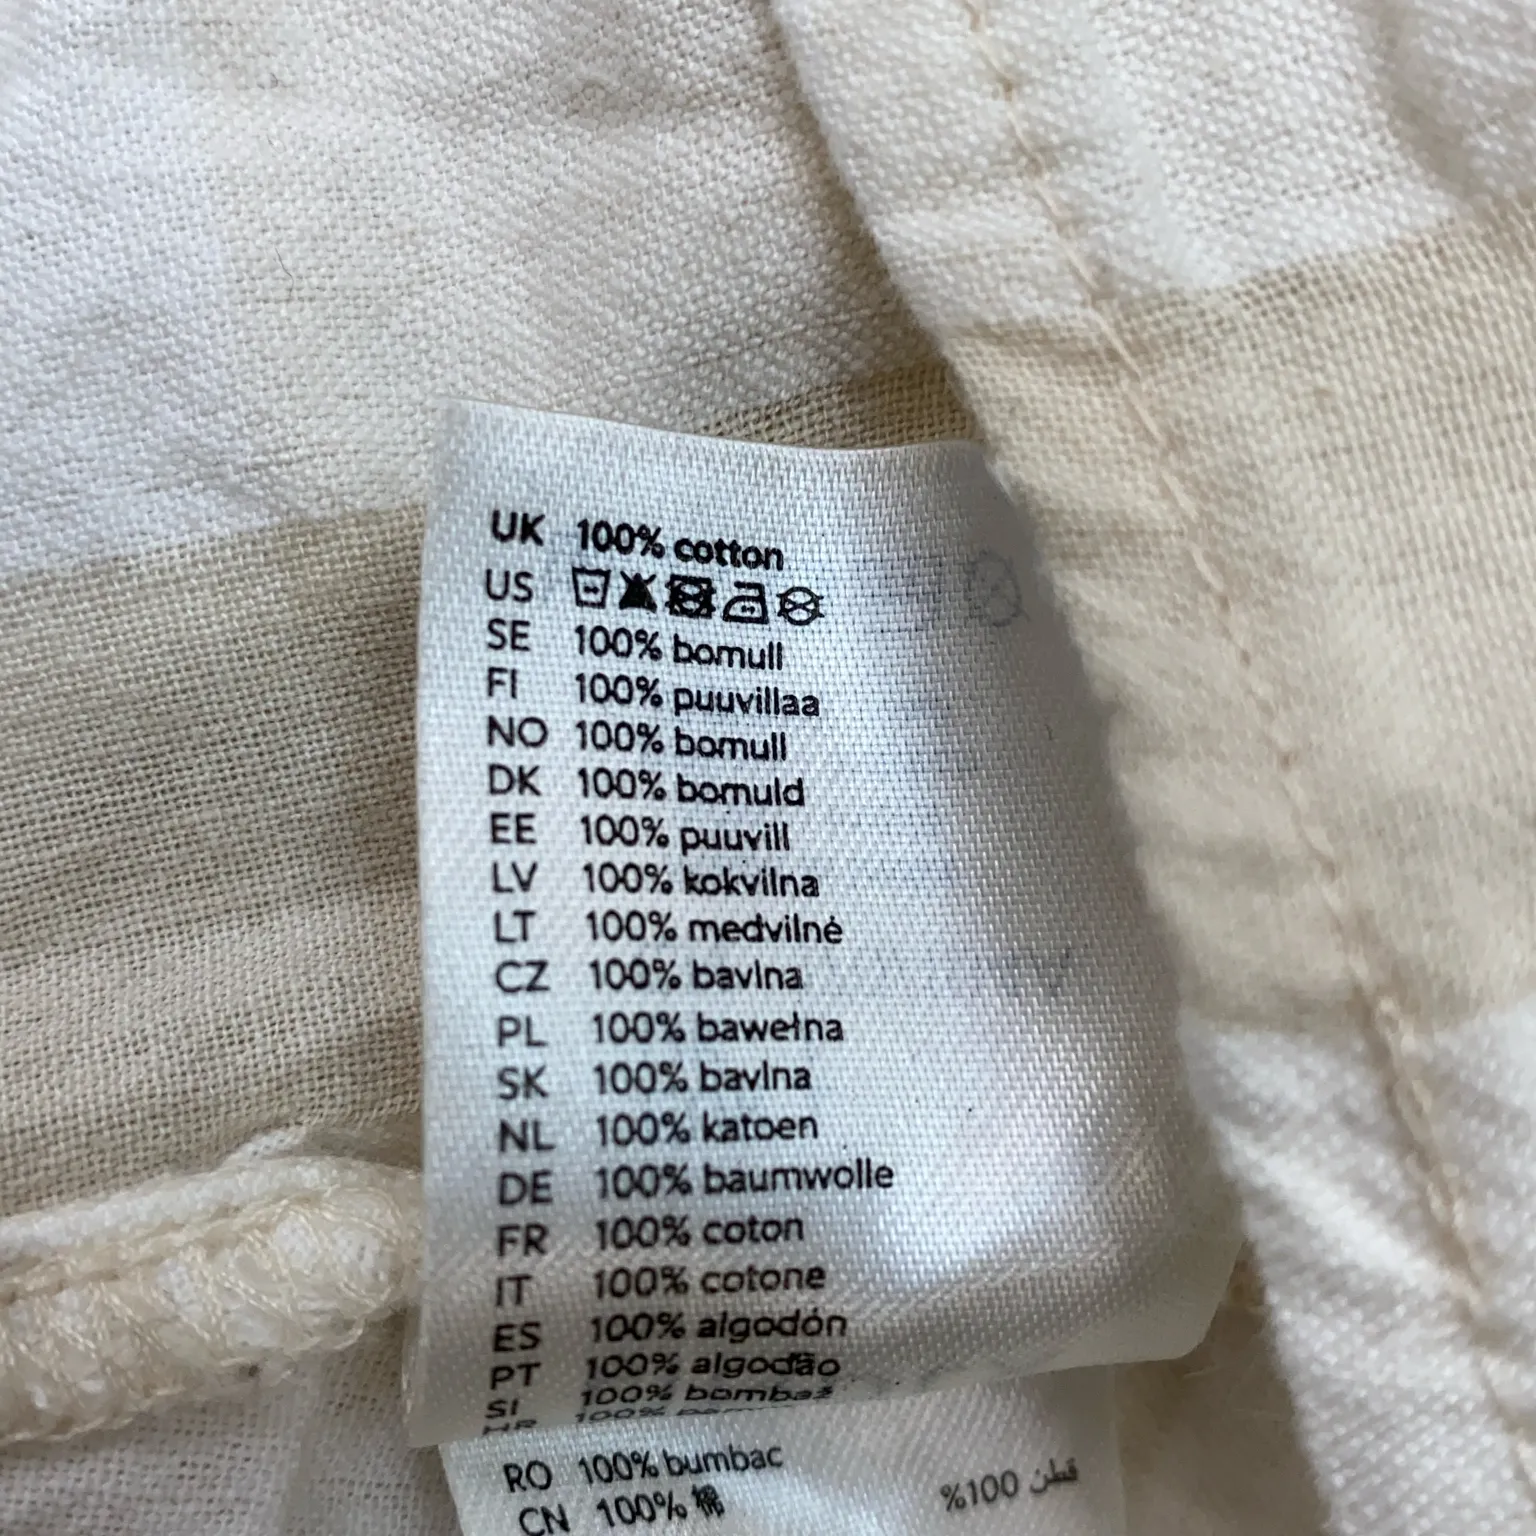 UK 100% cotton
US
SE 100% bomull
FI 100% puuvillaa
NO 100% bomull
DK 100% bomuld
EE 100% puuvill
LV 100% kokvilna
LT 100% medvilnė
CZ 100% bavlna
PL 100% bawełna
SK 100% bavlna
NL 100% katoen
DE 100% baumwolle
FR 100% coton
IT 100% cotone
ES 100% algodón
PT 100% algodão
SI 100% bombaž
HR 100%
RO 100% bumbac
CN 100% 棉
قطن 100%